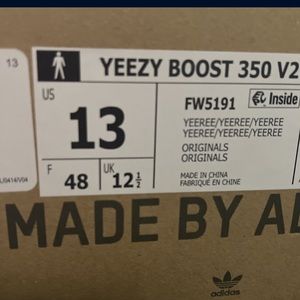 13
YEEZY BOOST 350 V2
US
13
F
48
UK
12½
FW5191
Inside
YEEREE/YEEREE/YEEREE
YEEREE/YEEREE/YEEREE
ORIGINALS
ORIGINALS
MADE IN CHINA
FABRIQUÉ EN CHINE
MADE BY AD
adidas